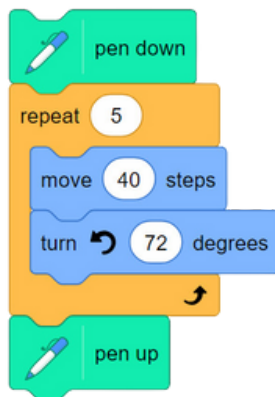 pen down
repeat 5
move 40 steps
turn 72 degrees
pen up